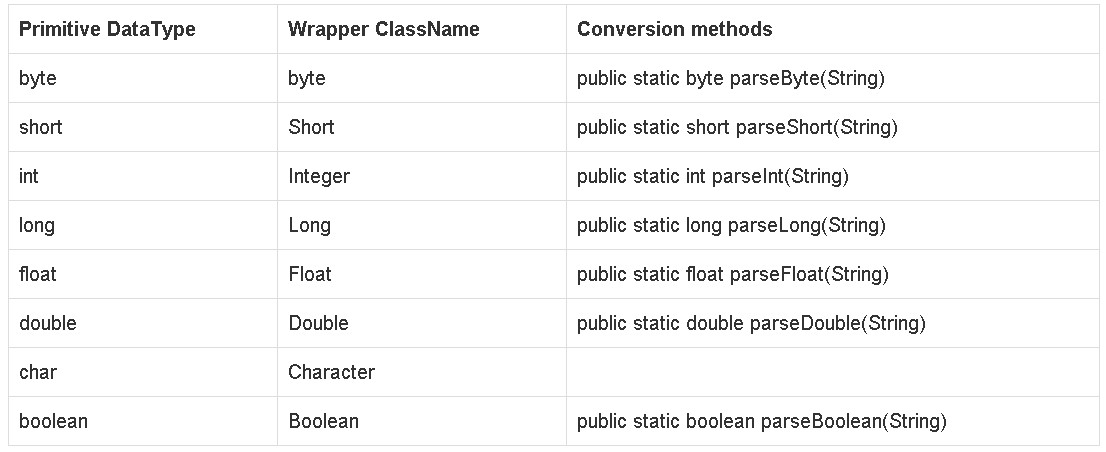 Primitive DataType Wrapper ClassName Conversion methods
byte byte public static byte parseByte(String)
short Short public static short parseShort(String)
int Integer public static int parseInt(String)
long Long public static long parseLong(String)
float Float public static float parseFloat(String)
double Double public static double parseDouble(String)
char Character
boolean Boolean public static boolean parseBoolean(String)